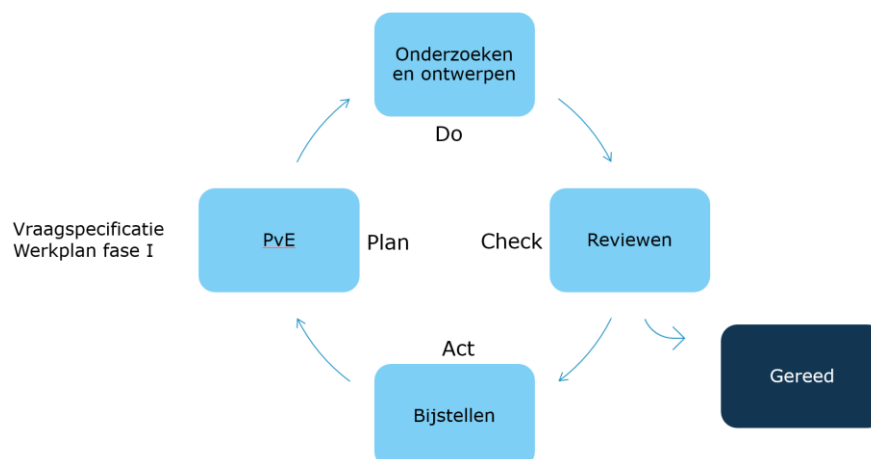 Onderzoeken
en ontwerpen
Do
Vraagspecificatie
Werkplan fase I
PvE
Plan
Check
Reviewen
Act
Bijstellen
Gereed